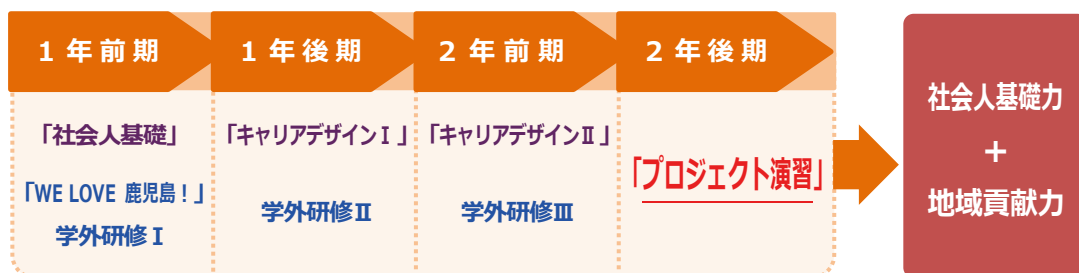 1年前期
1年後期
2年前期
2年後期
「社会人基礎」
「WE LOVE 鹿児島！」
学外研修Ⅰ
「キャリアデザインⅠ」
学外研修Ⅱ
「キャリアデザインⅡ」
学外研修Ⅲ
「プロジェクト演習」
社会人基礎力
＋
地域貢献力